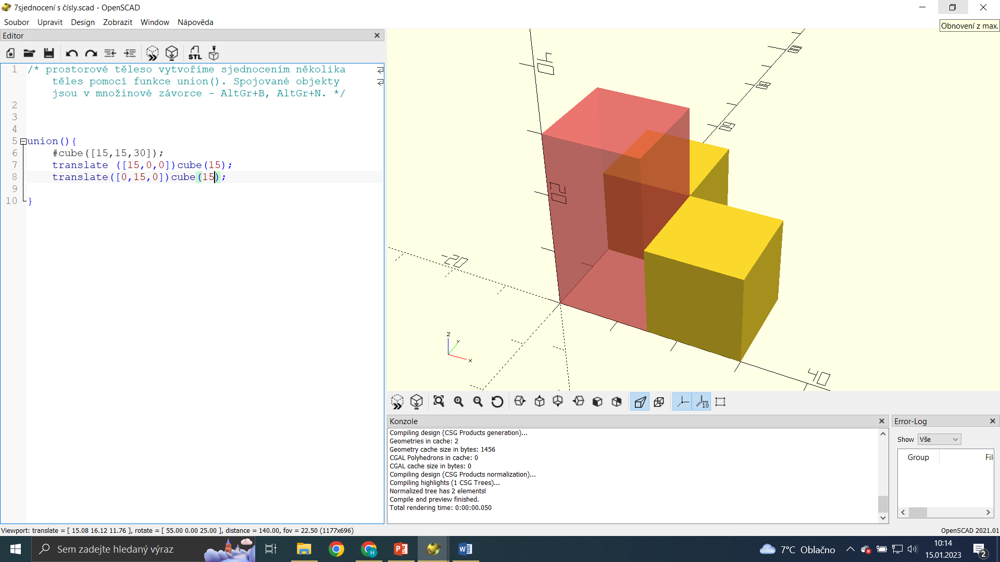 7sjednocení s čísly.scad - OpenSCAD
Soubor Upravit Design Zobrazit Window Nápověda
Obnovení z max.
Editor
STL
1 /* prostorové těleso vytvoříme sjednocením několika
těles pomocí funkce union(). Spojované objekty
jsou v množinové závorce - AltGr+B, AltGr+N. */
2
3
4
5 union(){
6 #cube([15,15,30]);
7 translate ([15,0,0])cube(15);
8 translate([0,15,0])cube(15);
9
10 }
20
40
z
y
x
10
Konzole
Compiling design (CSG Products generation)...
Geometries in cache: 2
Geometry cache size in bytes: 1456
CGAL Polyhedrons in cache: 0
CGAL cache size in bytes: 0
Compiling design (CSG Products normalization)...
Compiling highlights (1 CSG Trees)...
Normalized tree has 2 elements!
Compile and preview finished.
Total rendering time: 0:00:00.050
Error-Log
Show Vše
Group
Viewport: translate = [ 15.08 16.12 11.76 ], rotate = [ 55.00 0.00 25.00 ], distance = 140.00, fov = 22.50 (1177x696)
OpenSCAD 2021.01
Sem zadejte hledaný výraz
H
P
W
7°C Oblačno
10:14
15.01.2023
2